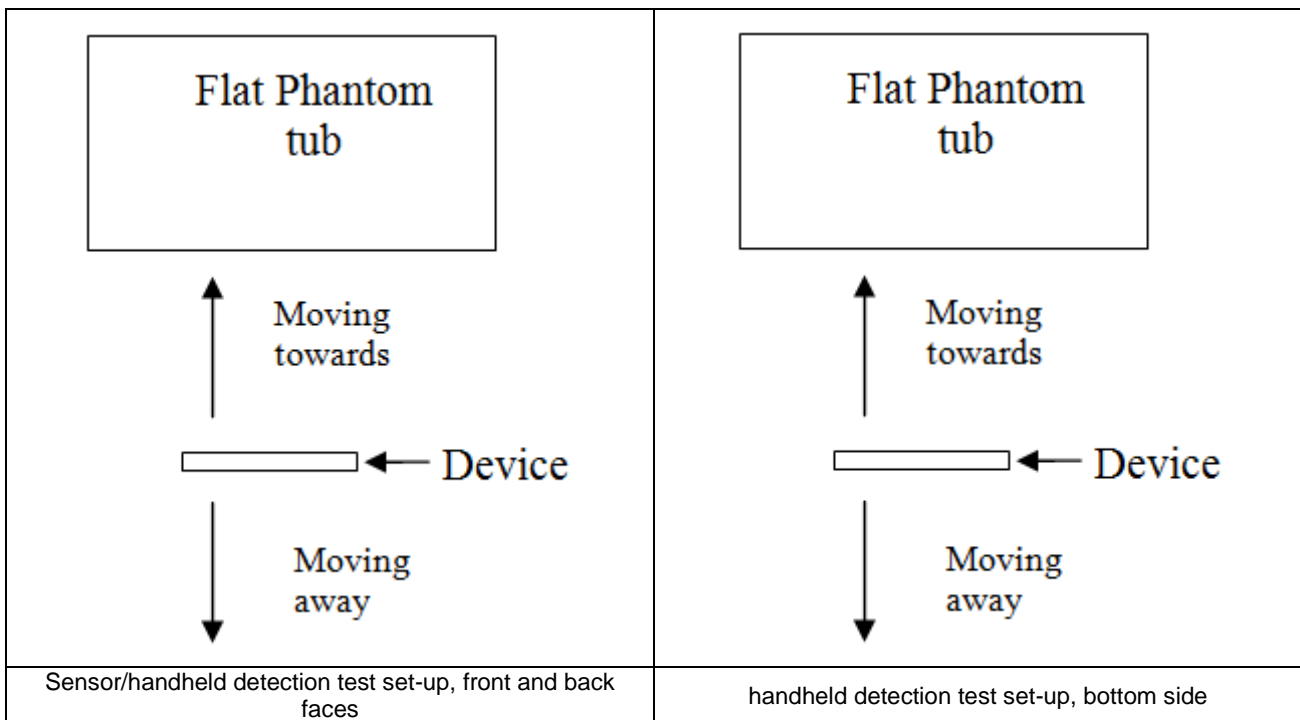 Flat Phantom
tub
Moving
towards
Device
Moving
away
Sensor/handheld detection test set-up, front and back
faces
Flat Phantom
tub
Moving
towards
Device
Moving
away
handheld detection test set-up, bottom side